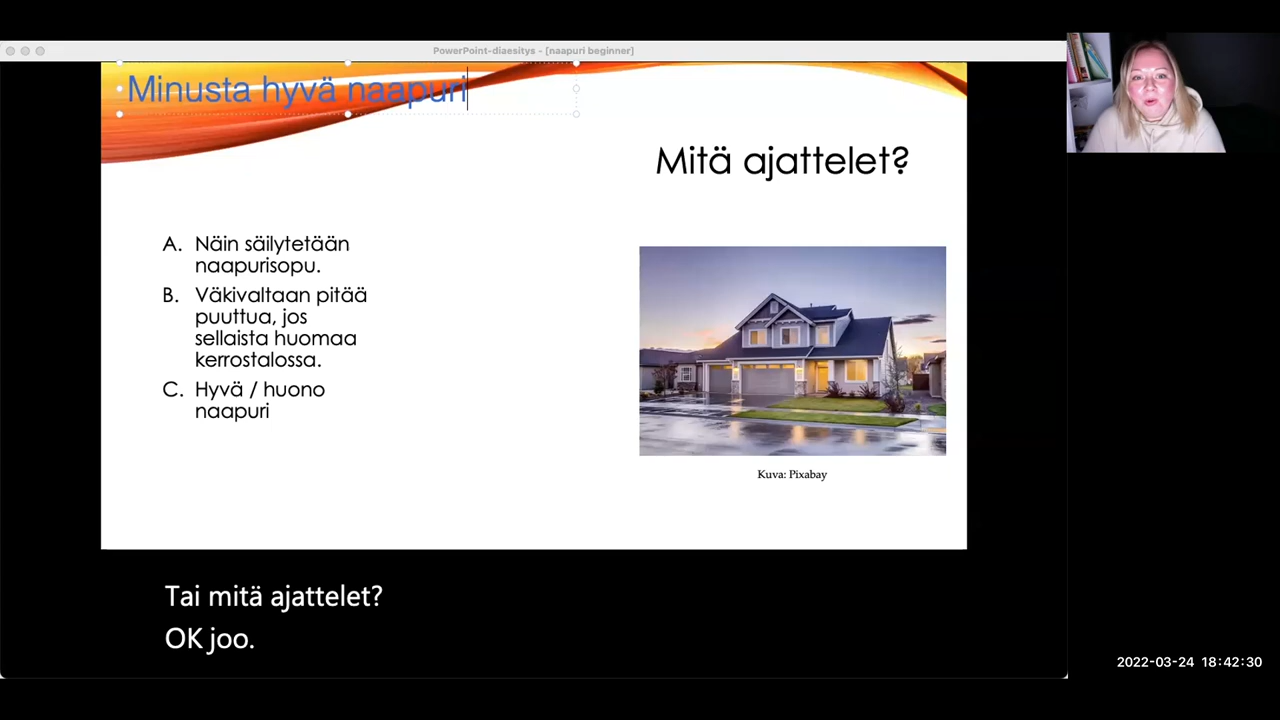 PowerPoint-diaesitys - [naapuri beginner]
Minusta hyvä naapuri
Mitä ajattelet?
A. Näin säilytetään
naapurisopu.
B. Väkivaltaan pitää
puuttua, jos
sellaista huomaa
kerrostalossa.
C. Hyvä / huono
naapuri
Kuva: Pixabay
Tai mitä ajattelet?
OK joo.
2022-03-24 18:42:30